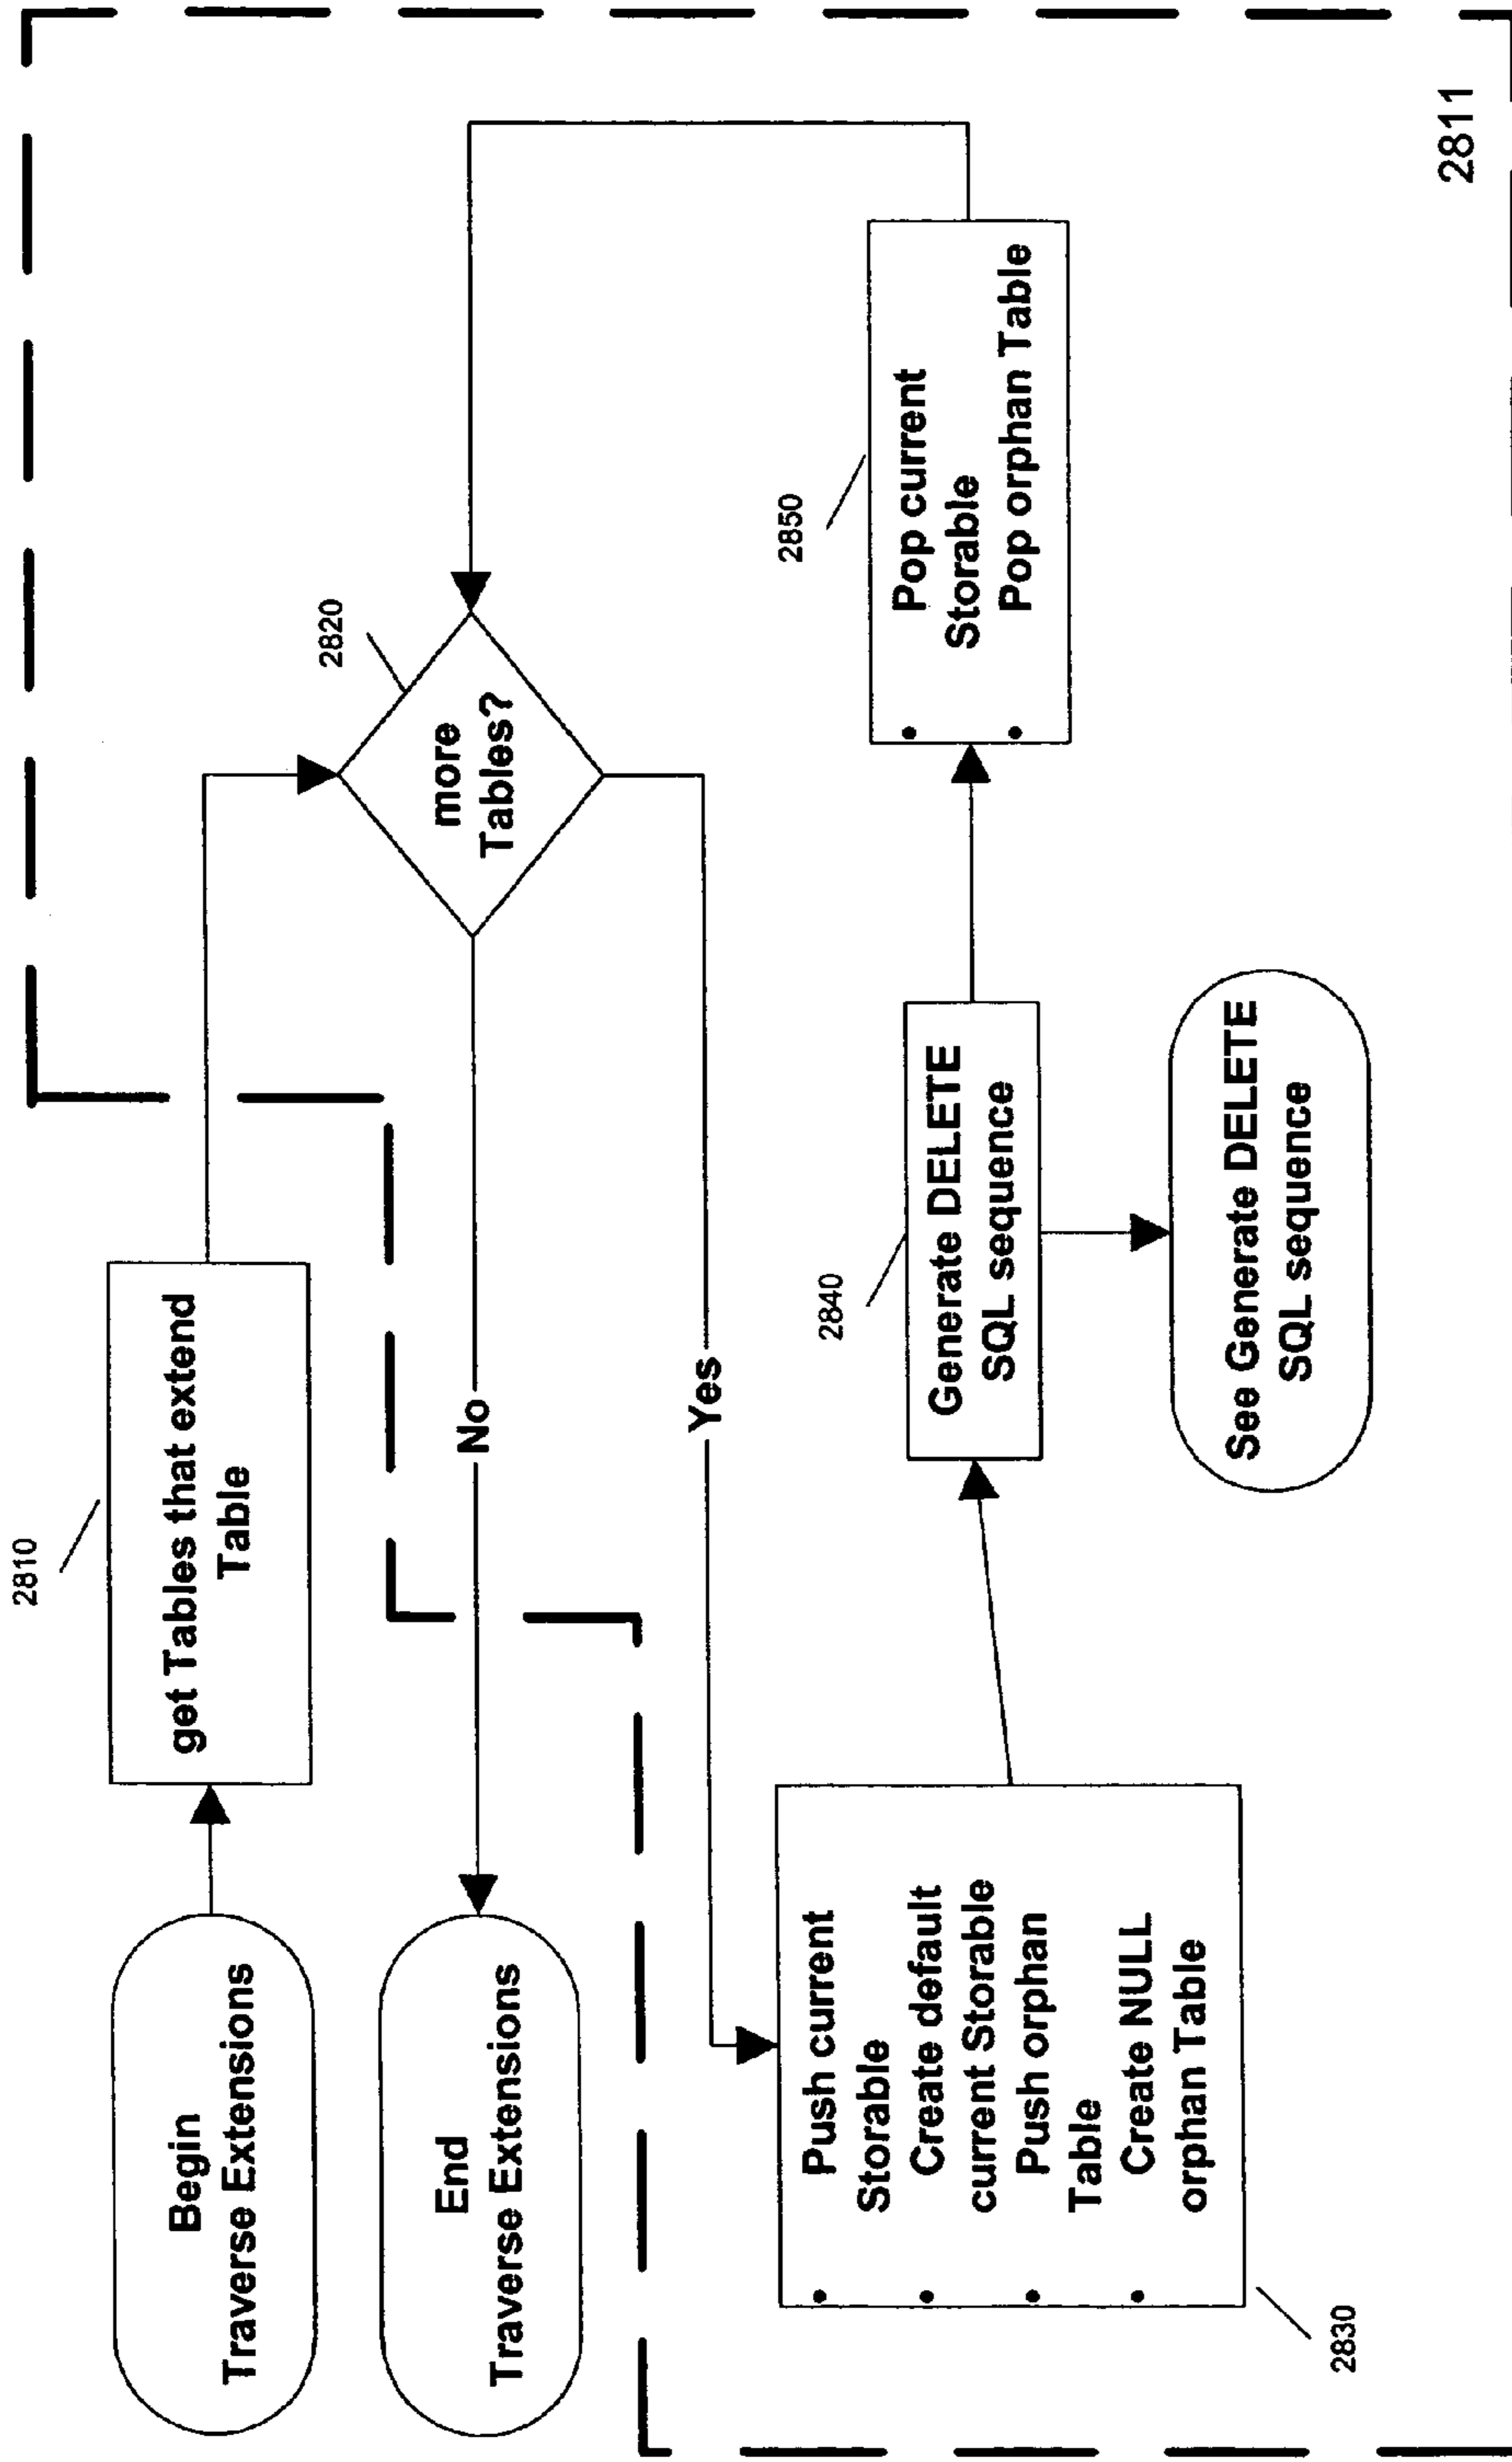 Begin
Traverse Extensions
2810
get Tables that extend
Table
End
Traverse Extensions
No
more
Tables?
2820
Yes
• Push current
Storable
• Create default
current Storable
• Push orphan
Table
• Create NULL
orphan Table
2830
2840
Generate DELETE
SQL sequence
See Generate DELETE
SQL sequence
2850
• Pop current
Storable
• Pop orphan Table
2811